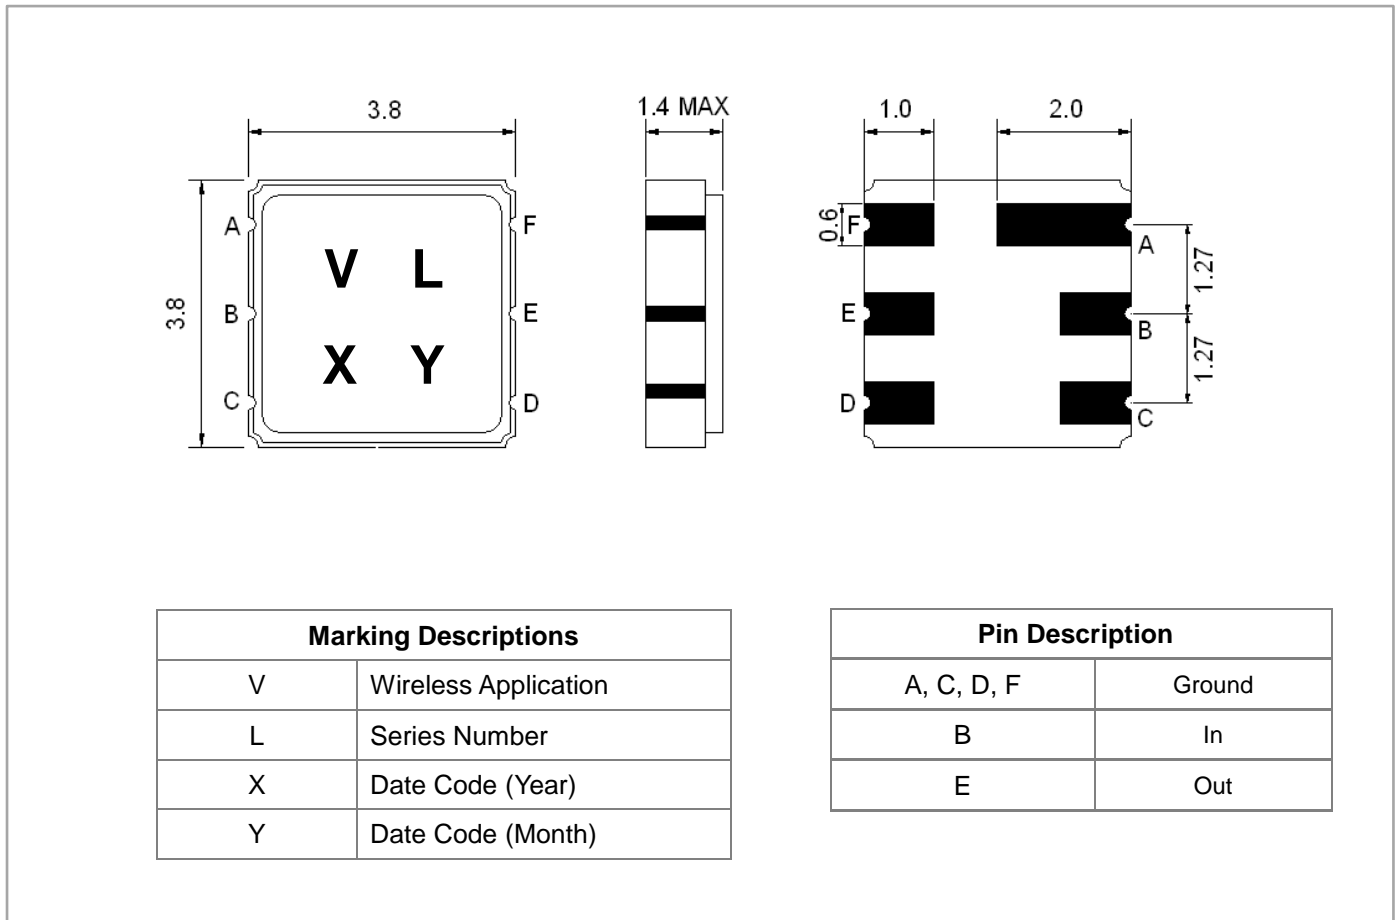 3.8
1.4 MAX
1.0
2.0
3.8
A
B
C
V L
X Y
F
E
D
0.6
F
E
D
A
B
C
1.27
1.27
Marking Descriptions
V Wireless Application
L Series Number
X Date Code (Year)
Y Date Code (Month)
Pin Description
A, C, D, F Ground
B In
E Out